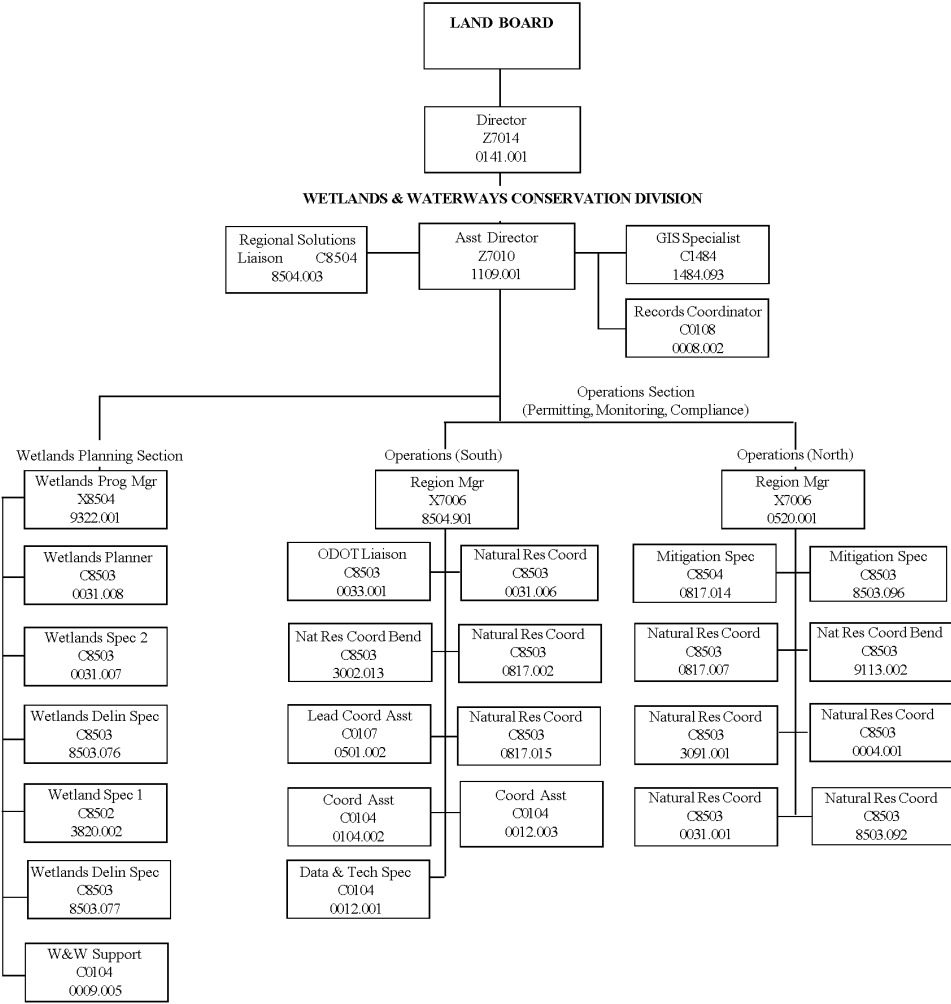 LAND BOARD
Director
Z7014
0141.001
WETLANDS & WATERWAYS CONSERVATION DIVISION
Regional Solutions
Liaison C8504
8504.003
Asst Director
Z7010
1109.001
GIS Specialist
C1484
1484.093
Records Coordinator
C0108
0008.002
Operations Section
(Permitting, Monitoring, Compliance)
Wetlands Planning Section
Wetlands Prog Mgr
X8504
9322.001
Wetlands Planner
C8503
0031.008
Wetlands Spec 2
C8503
0031.007
Wetlands Delin Spec
C8503
8503.076
Wetland Spec 1
C8502
3820.002
Wetlands Delin Spec
C8503
8503.077
W&W Support
C0104
0009.005
Operations (South)
Region Mgr
X7006
8504.901
ODOT Liaison
C8503
0033.001
Natural Res Coord
C8503
0031.006
Nat Res Coord Bend
C8503
3002.013
Natural Res Coord
C8503
0817.002
Lead Coord Asst
C0107
0501.002
Natural Res Coord
C8503
0817.015
Coord Asst
C0104
0104.002
Coord Asst
C0104
0012.003
Data & Tech Spec
C0104
0012.001
Operations (North)
Region Mgr
X7006
0520.001
Mitigation Spec
C8504
0817.014
Mitigation Spec
C8503
8503.096
Natural Res Coord
C8503
0817.007
Nat Res Coord Bend
C8503
9113.002
Natural Res Coord
C8503
3091.001
Natural Res Coord
C8503
0004.001
Natural Res Coord
C8503
0031.001
Natural Res Coord
C8503
8503.092